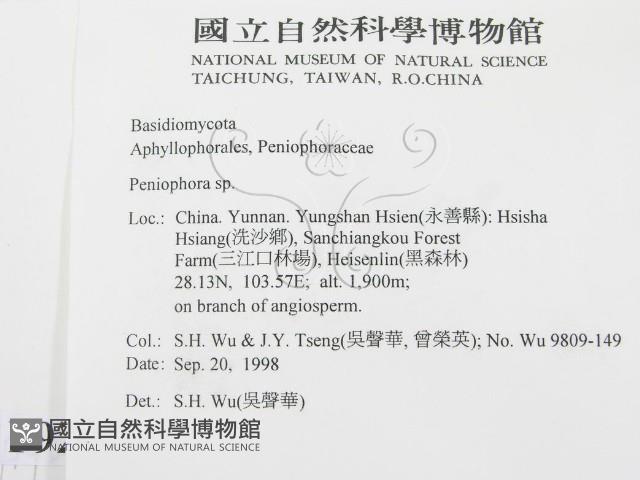 國立自然科學博物館
NATIONAL MUSEUM OF NATURAL SCIENCE
TAICHUNG, TAIWAN, R.O.CHINA
Basidiomycota
Aphyllophorales, Peniophoraceae
Peniophora sp.
Loc.: China. Yunnan. Yungshan Hsien(永善縣): Hsisha
Hsiang(洗沙鄉), Sanchiangkou Forest
Farm(三江口林場), Heisenlin(黑森林)
28.13N, 103.57E; alt. 1,900m;
on branch of angiosperm.
Col.: S.H. Wu & J.Y. Tseng(吳聲華, 曾榮英); No. Wu 9809-149
Date: Sep. 20, 1998
Det.: S.H. Wu(吳聲華)
國立自然科學博物館
NATIONAL MUSEUM OF NATURAL SCIENCE